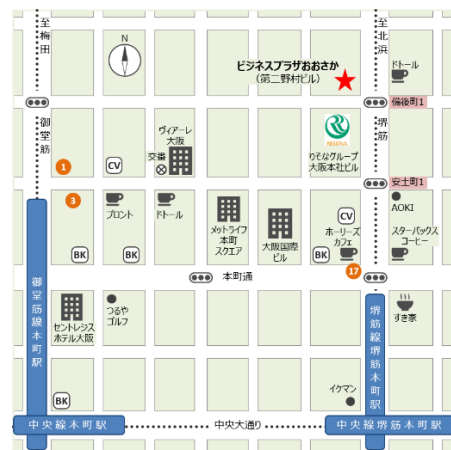 至梅田
至北浜
N
ビジネスプラザおおさか
(第二野村ビル)
ドトール
備後町1
御堂筋
堺筋
ヴィアーレ
大阪
交番
CV
1
RESONA
りそなグループ
大阪本社ビル
安土町1
3
プロント
ドトール
メットライフ
本町
スクエア
大阪国際
ビル
CV
ホーリーズ
カフェ
AOKI
スターバックス
コーヒー
BK
BK
BK
17
本町通
御堂筋線本町駅
セントレジス
ホテル大阪
つるや
ゴルフ
堺筋線堺筋本町駅
すき家
イケマン
BK
中央線本町駅
中央大通り
中央線堺筋本町駅